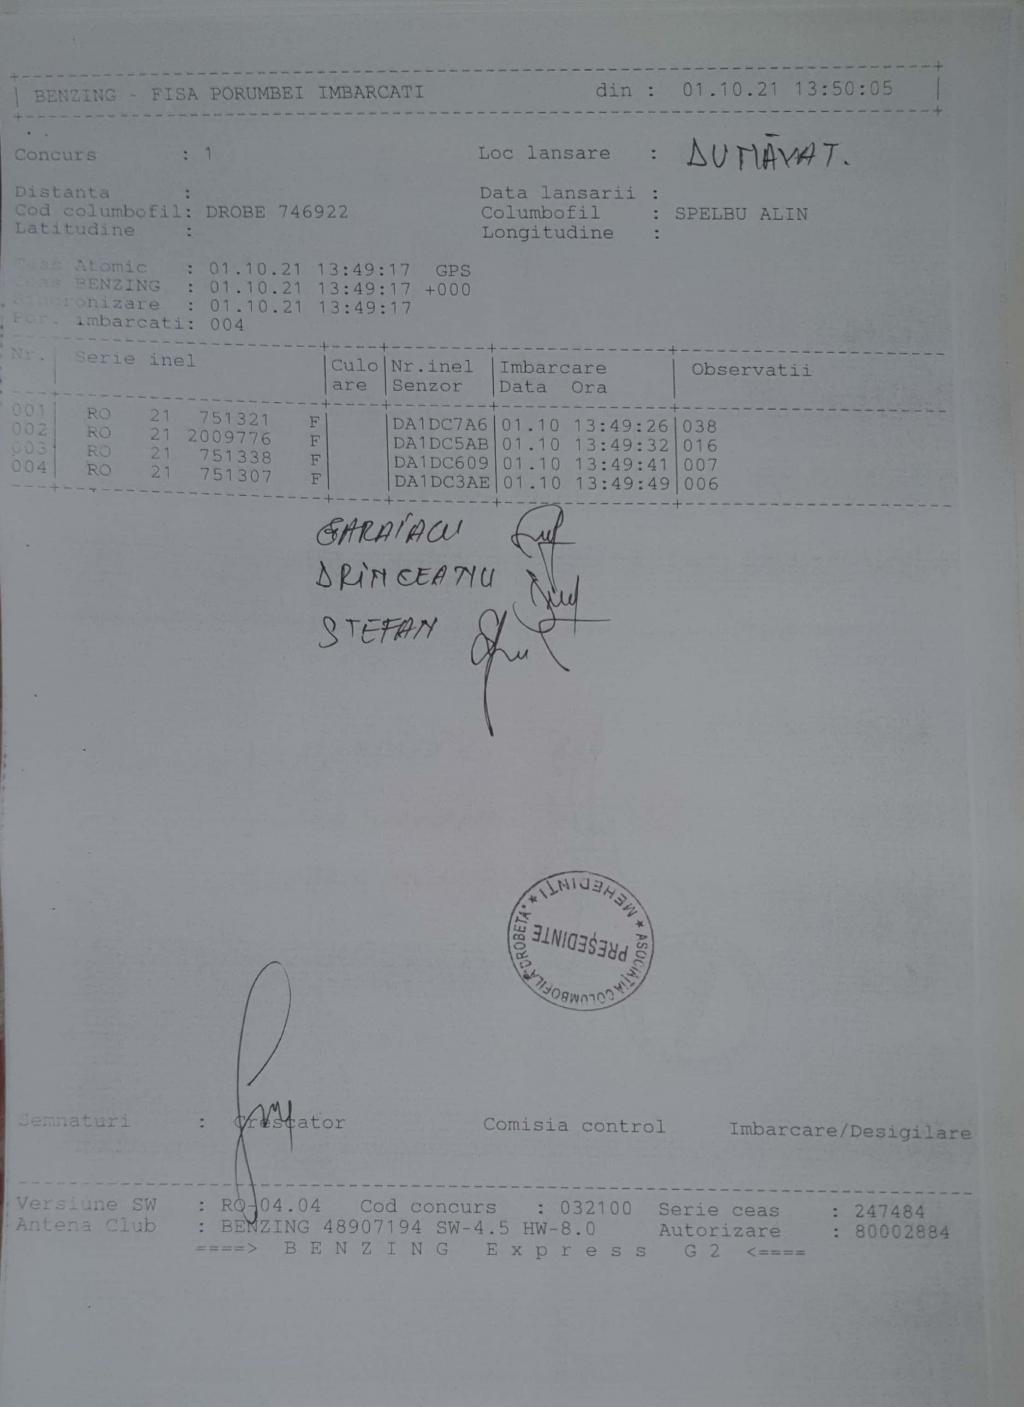 BENZING - FISA PORUMBEI IMBARCATI din : 01.10.21 13:50:05
Concurs : 1 Loc lansare :
Distanta : Data lansarii :
Cod columbofil: DROBE 746922 Columbofil : SPELBU ALIN
Latitudine : Longitudine :
Ceas Atomic : 01.10.21 13:49:17 GPS
Ceas BENZING : 01.10.21 13:49:17 +000
Sincronizare : 01.10.21 13:49:17
Por. imbarcati: 004
Nr. Serie inel Culo Nr.inel Imbarcare Observatii
are Senzor Data Ora
001 RO 21 751321 F DA1DC7A6 01.10 13:49:26 038
002 RO 21 2009776 F DA1DC5AB 01.10 13:49:32 016
003 RO 21 751338 F DA1DC609 01.10 13:49:41 007
004 RO 21 751307 F DA1DC3AE 01.10 13:49:49 006
DRINCEANU
STEFAN
ASOCIAȚIA COLUMBOFILĂ "DROBETA" * MEHEDINȚI *
PREȘEDINTE
Semnaturi : Crescator Comisia control Imbarcare/Desigilare
Versiune SW : RO-04.04 Cod concurs : 032100 Serie ceas : 247484
Antena Club : BENZING 48907194 SW-4.5 HW-8.0 Autorizare : 80002884
====> B E N Z I N G E x p r e s s G 2 <====